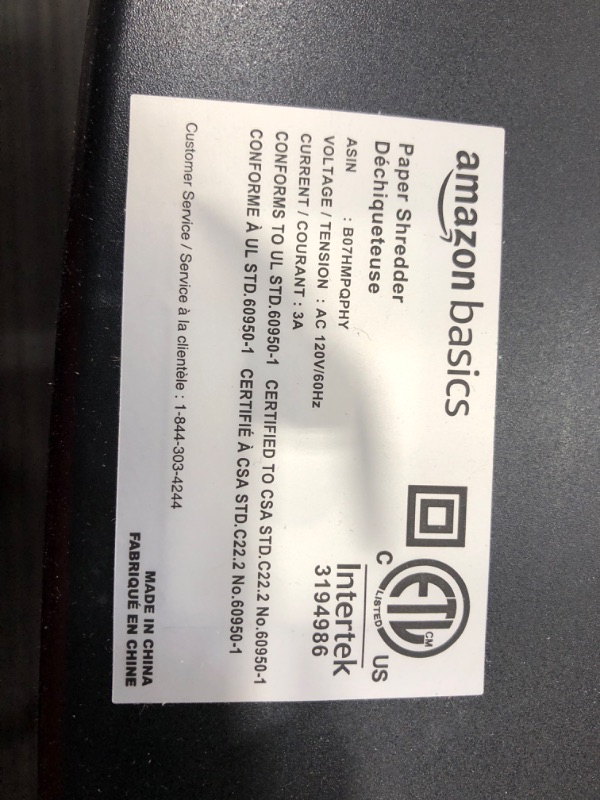 amazon basics
Paper Shredder
Déchiqueteuse
ASIN : B07HMPQPHY
VOLTAGE / TENSION : AC 120V/60Hz
CURRENT / COURANT : 3A
CONFORMS TO UL STD.60950-1 CERTIFIED TO CSA STD.C22.2 No.60950-1
CONFORME À UL STD.60950-1 CERTIFIÉ À CSA STD.C22.2 No.60950-1
Customer Service / Service à la clientèle : 1-844-303-4244
ETL CM
LISTED
C US
Intertek
3194986
MADE IN CHINA
FABRIQUÉ EN CHINE